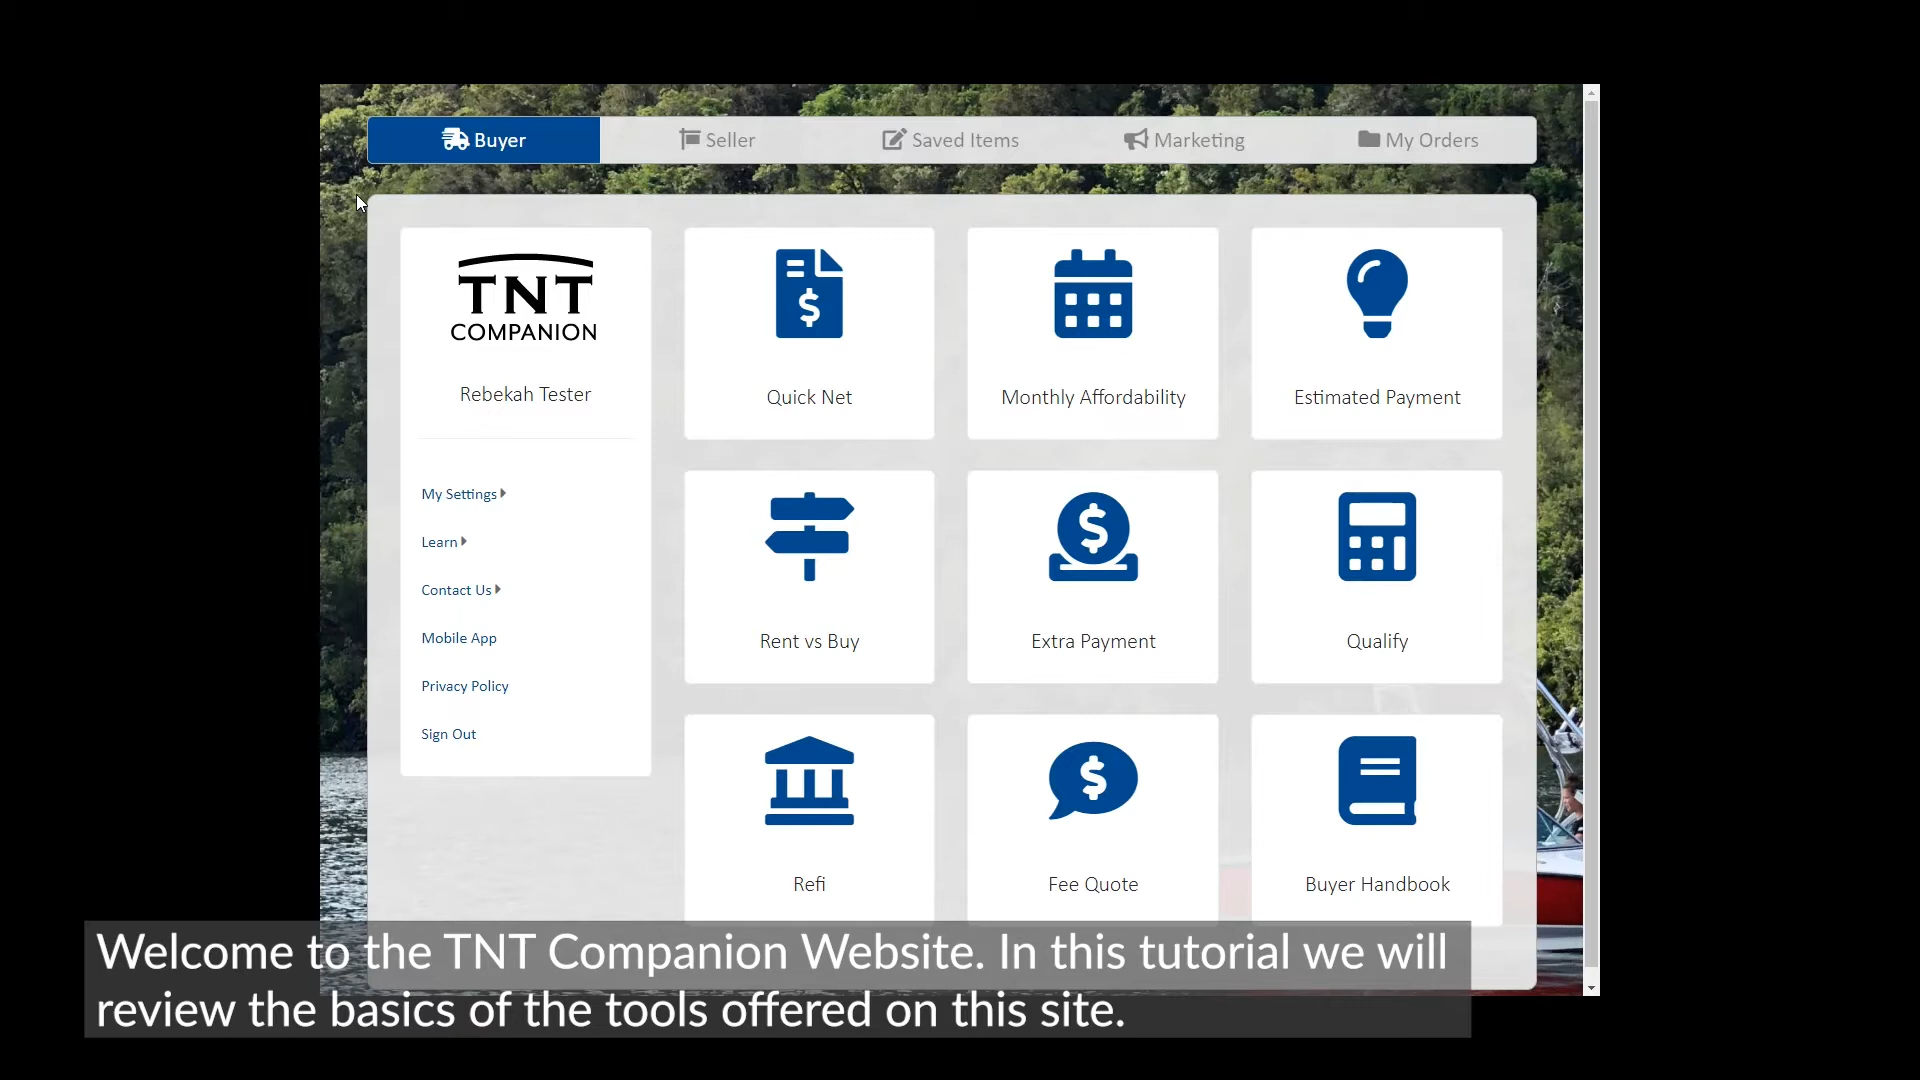 Buyer
Seller
Saved Items
Marketing
My Orders
TNT
COMPANION
Rebekah Tester
My Settings
Learn
Contact Us
Mobile App
Privacy Policy
Sign Out
Quick Net
Monthly Affordability
Estimated Payment
Rent vs Buy
Extra Payment
Qualify
Refi
Fee Quote
Buyer Handbook
Welcome to the TNT Companion Website. In this tutorial we will
review the basics of the tools offered on this site.